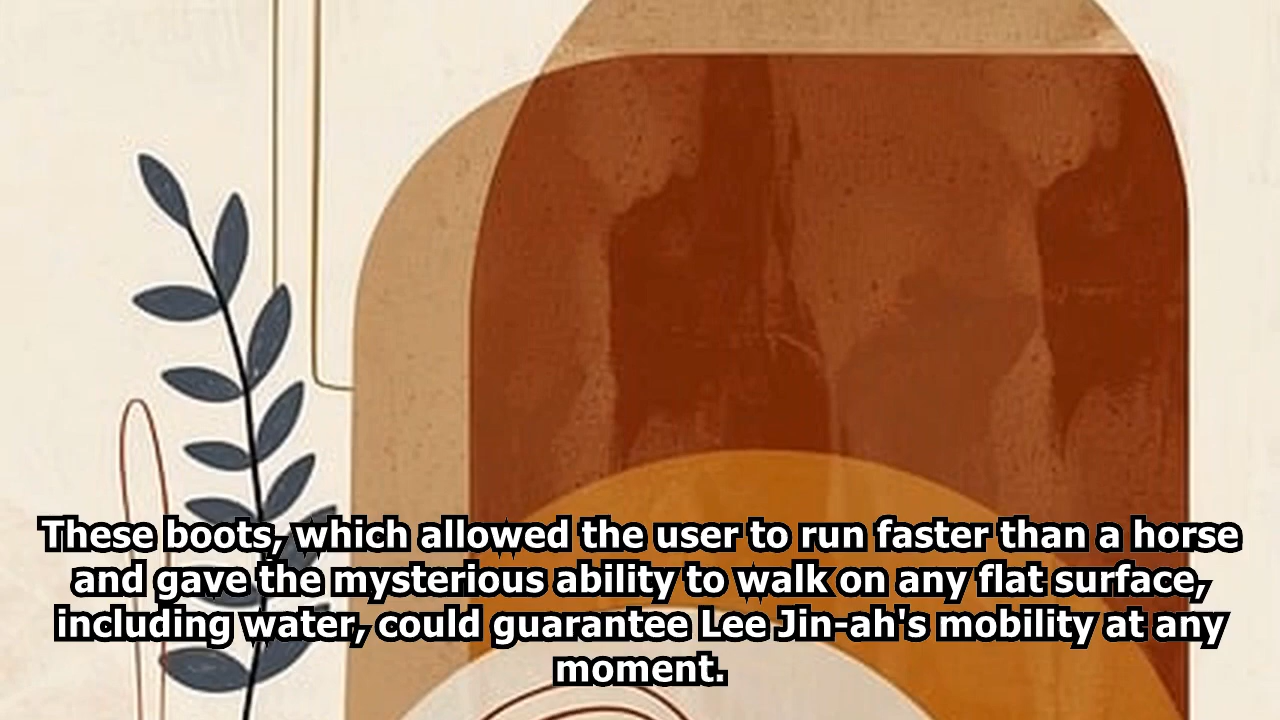 These boots, which allowed the user to run faster than a horse
and gave the mysterious ability to walk on any flat surface,
including water, could guarantee Lee Jin-ah's mobility at any
moment.